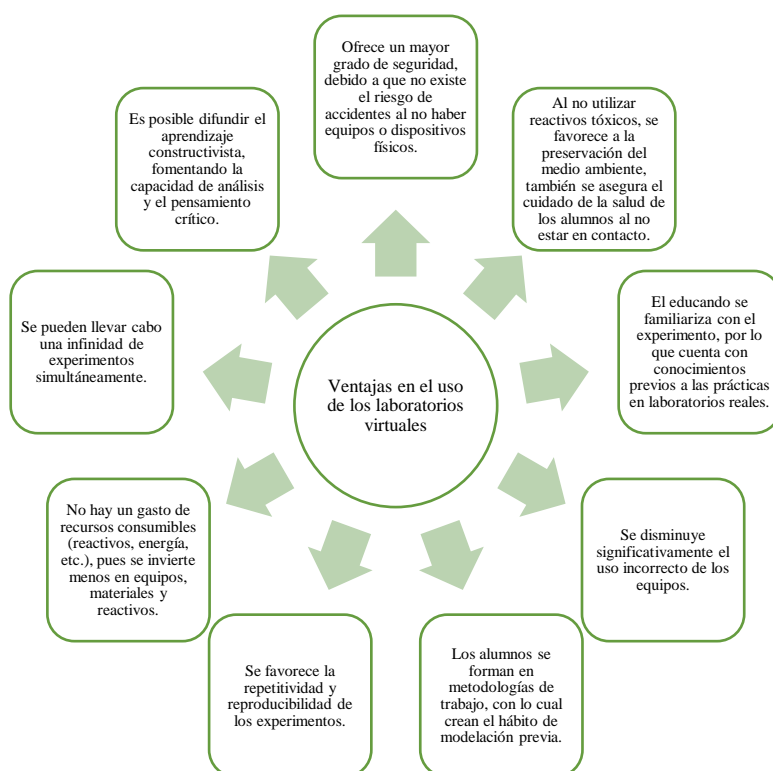 Ofrece un mayor
grado de seguridad,
debido a que no existe
el riesgo de
accidentes al no haber
equipos o dispositivos
físicos.
Al no utilizar
reactivos tóxicos, se
favorece a la
preservación del
medio ambiente,
también se asegura el
cuidado de la salud de
los alumnos al no
estar en contacto.
El educando se
familiariza con el
experimento, por lo
que cuenta con
conocimientos
previos a las prácticas
en laboratorios reales.
Se disminuye
significativamente el
uso incorrecto de los
equipos.
Los alumnos se
forman en
metodologías de
trabajo, con lo cual
crean el hábito de
modelación previa.
Se favorece la
repetitividad y
reproducibilidad de
los experimentos.
No hay un gasto de
recursos consumibles
(reactivos, energía,
etc.), pues se invierte
menos en equipos,
materiales y
reactivos.
Se pueden llevar cabo
una infinidad de
experimentos
simultáneamente.
Es posible difundir el
aprendizaje
constructivista,
fomentando la
capacidad de análisis
y el pensamiento
crítico.
Ventajas en el uso
de los laboratorios
virtuales